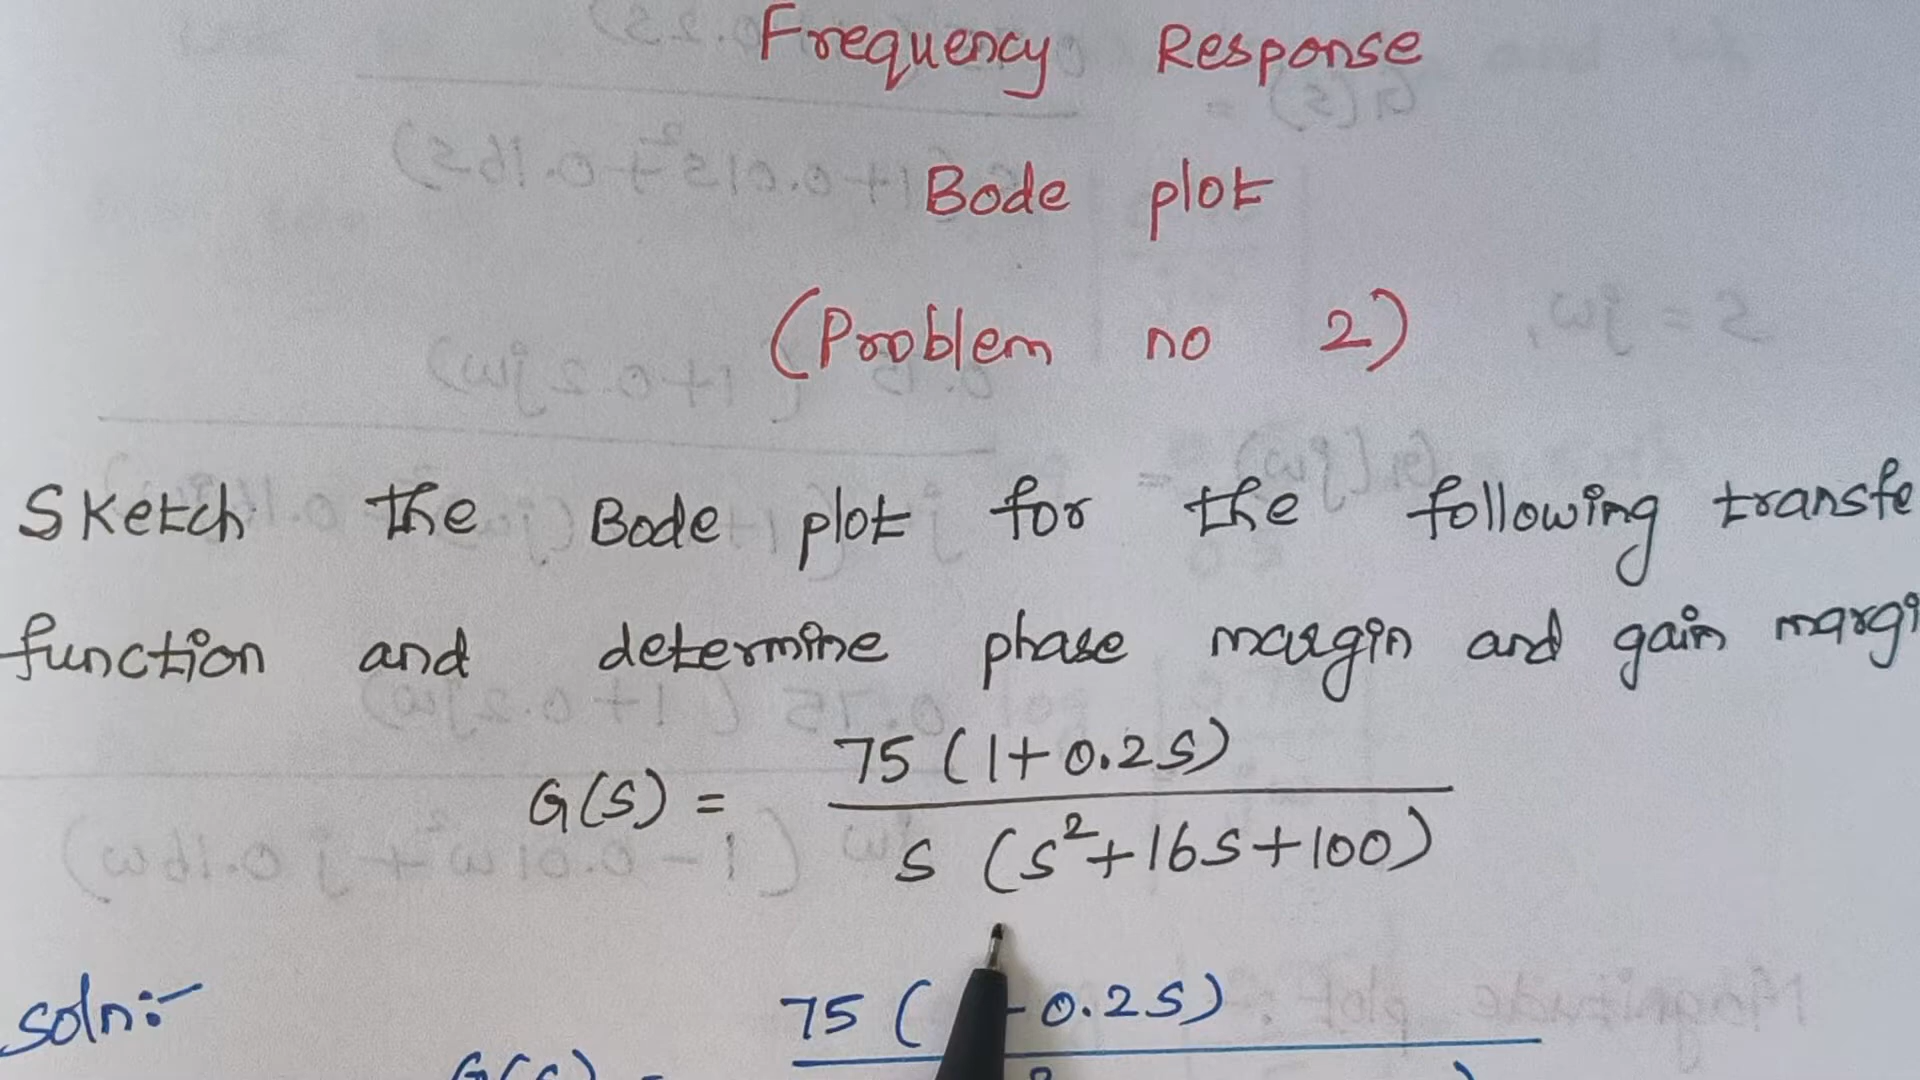 Frequency Response
Bode plot
(Problem no 2)
Sketch the Bode plot for the following transfe
function and determine phase margin and gain margi
G(S) = 75 (1+0.2S)
S (S²+16S+100)
Soln:-
75 ( -0.2S)
G(S)